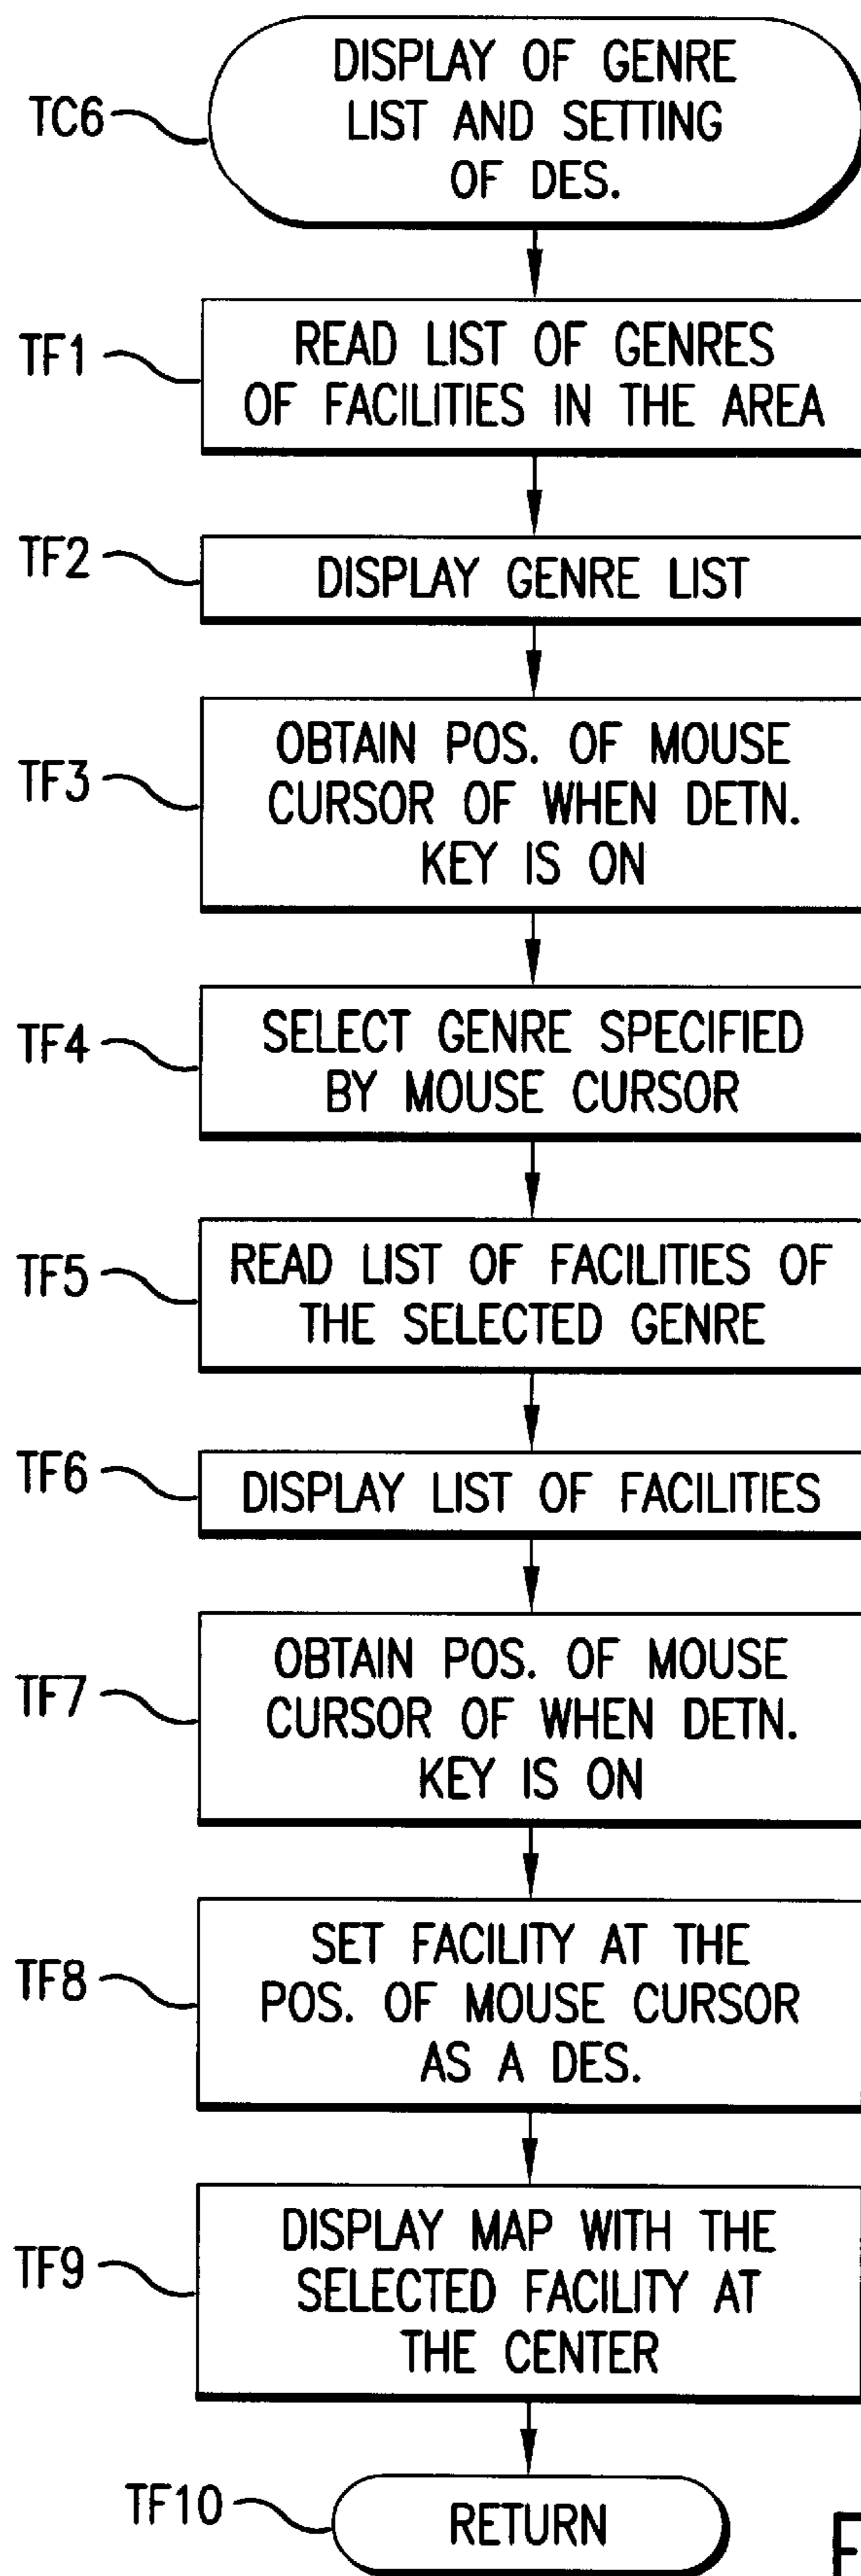 TC6
DISPLAY OF GENRE
LIST AND SETTING
OF DES.
TF1
READ LIST OF GENRES
OF FACILITIES IN THE AREA
TF2
DISPLAY GENRE LIST
TF3
OBTAIN POS. OF MOUSE
CURSOR OF WHEN DETN.
KEY IS ON
TF4
SELECT GENRE SPECIFIED
BY MOUSE CURSOR
TF5
READ LIST OF FACILITIES OF
THE SELECTED GENRE
TF6
DISPLAY LIST OF FACILITIES
TF7
OBTAIN POS. OF MOUSE
CURSOR OF WHEN DETN.
KEY IS ON
TF8
SET FACILITY AT THE
POS. OF MOUSE CURSOR
AS A DES.
TF9
DISPLAY MAP WITH THE
SELECTED FACILITY AT
THE CENTER
TF10
RETURN